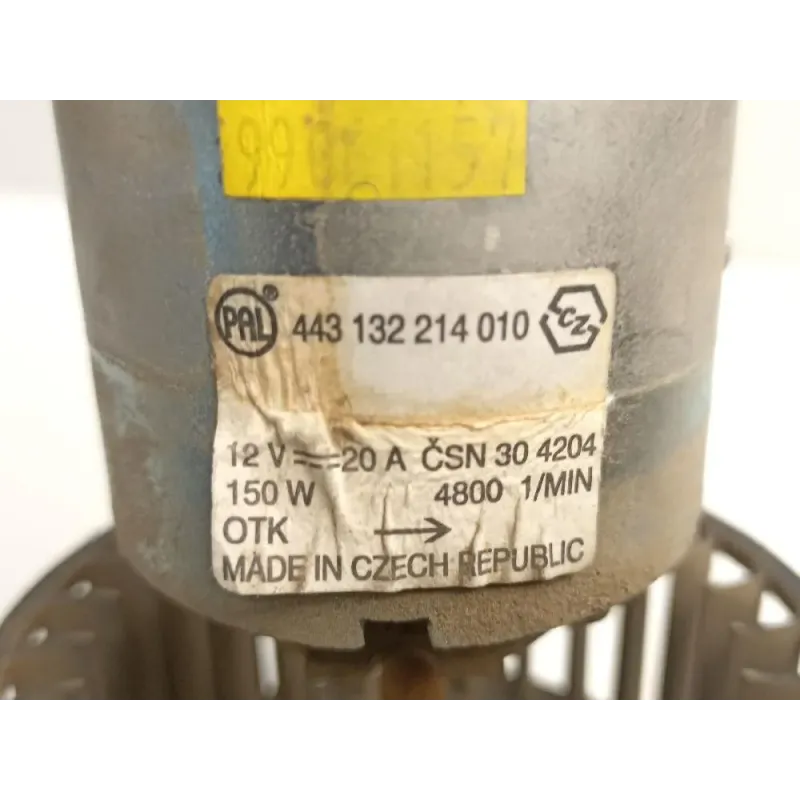 PAL® 443 132 214 010 CZ
12 V ⎓ 20 A ČSN 30 4204
150 W 4800 1/MIN
OTK →
MADE IN CZECH REPUBLIC